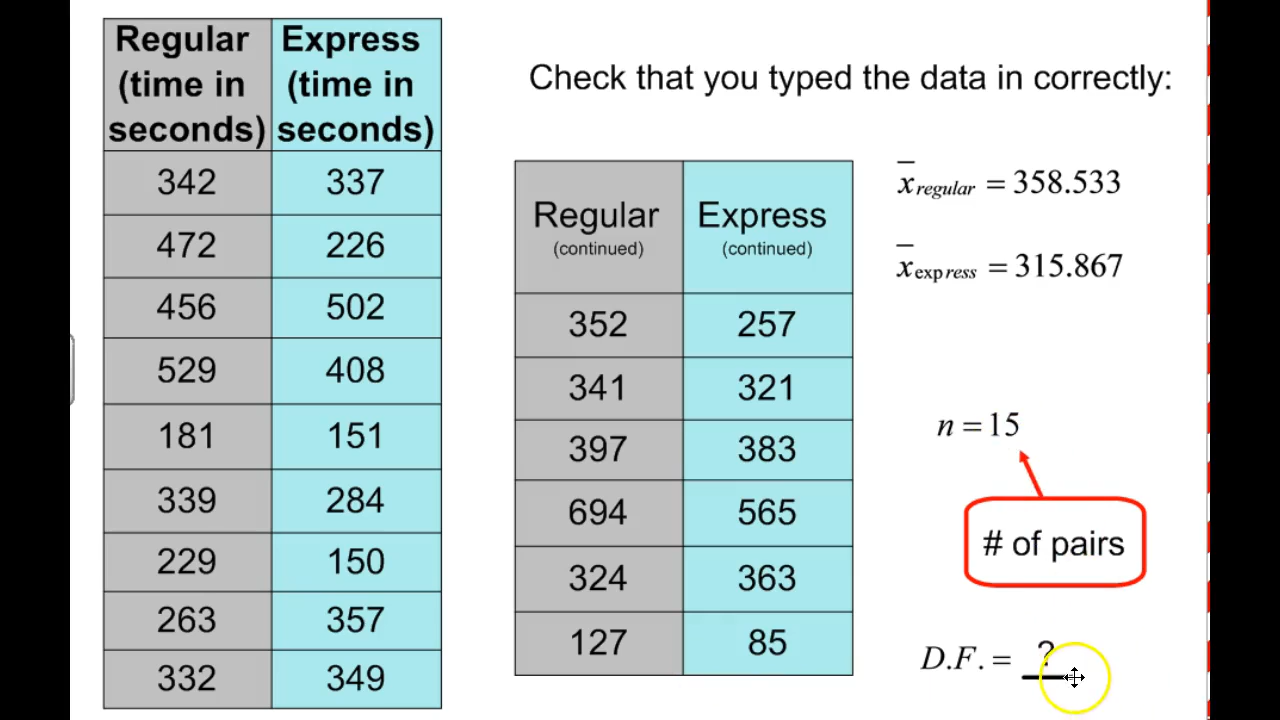 Regular (time in seconds) Express (time in seconds)
342 337
472 226
456 502
529 408
181 151
339 284
229 150
263 357
332 349
Check that you typed the data in correctly:
Regular (continued) Express (continued)
352 257
341 321
397 383
694 565
324 363
127 85
x̄ regular = 358.533
x̄ express = 315.867
n = 15
# of pairs
D.F. = ?